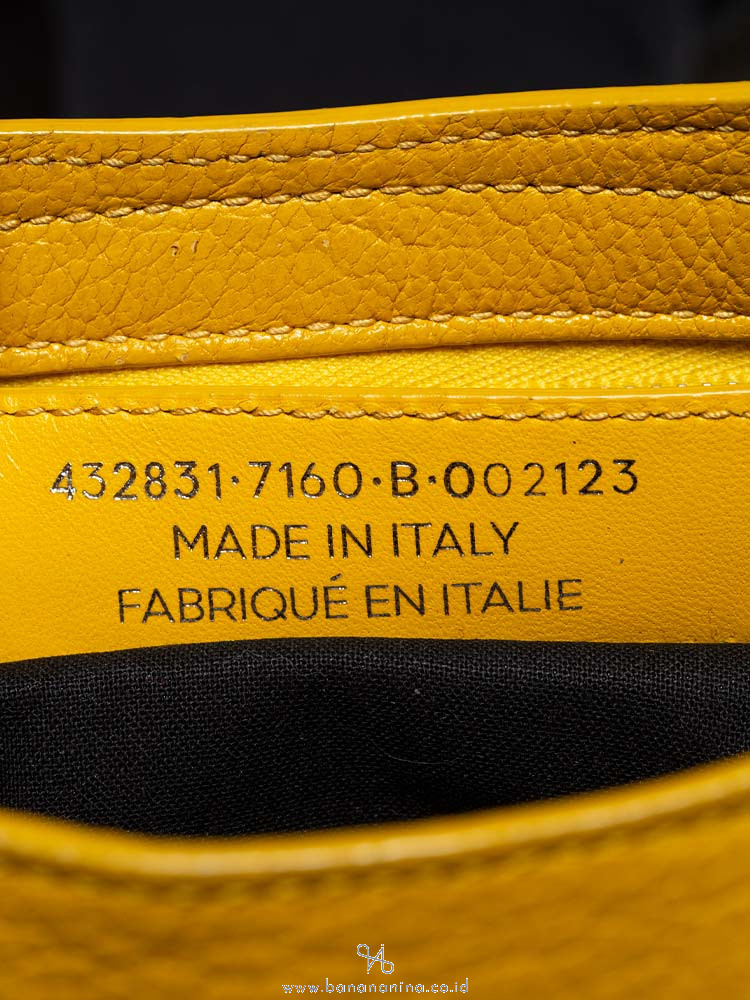 432831·7160·B·002123
MADE IN ITALY
FABRIQUÉ EN ITALIE
www.banananina.co.id